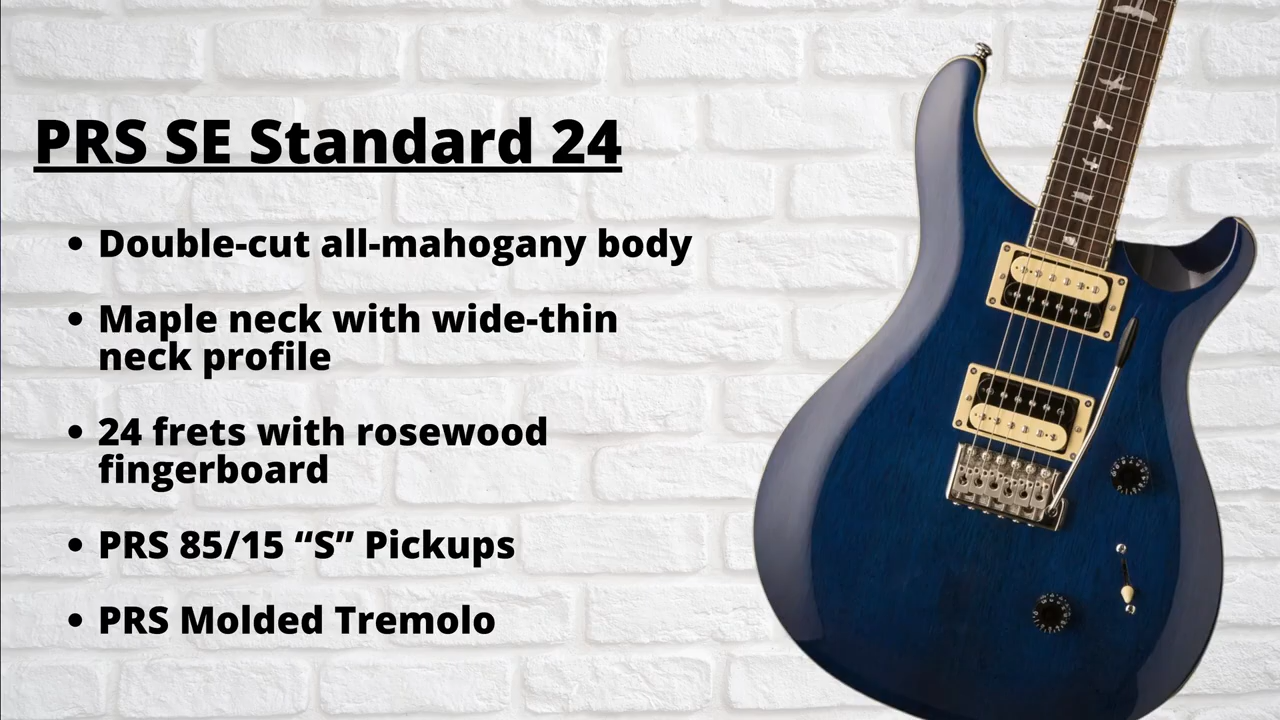 PRS SE Standard 24
• Double-cut all-mahogany body
• Maple neck with wide-thin
neck profile
• 24 frets with rosewood
fingerboard
• PRS 85/15 “S” Pickups
• PRS Molded Tremolo